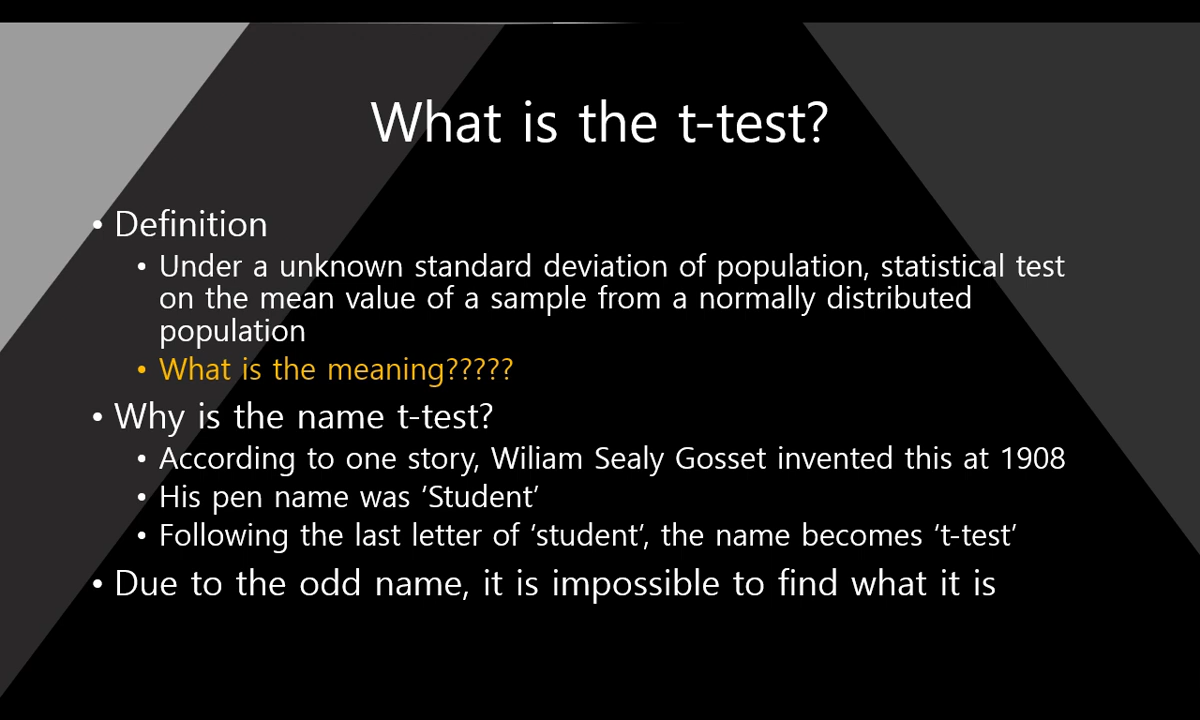 What is the t-test?
• Definition
• Under a unknown standard deviation of population, statistical test
on the mean value of a sample from a normally distributed
population
• What is the meaning?????
• Why is the name t-test?
• According to one story, Wiliam Sealy Gosset invented this at 1908
• His pen name was ‘Student’
• Following the last letter of ‘student’, the name becomes ‘t-test’
• Due to the odd name, it is impossible to find what it is